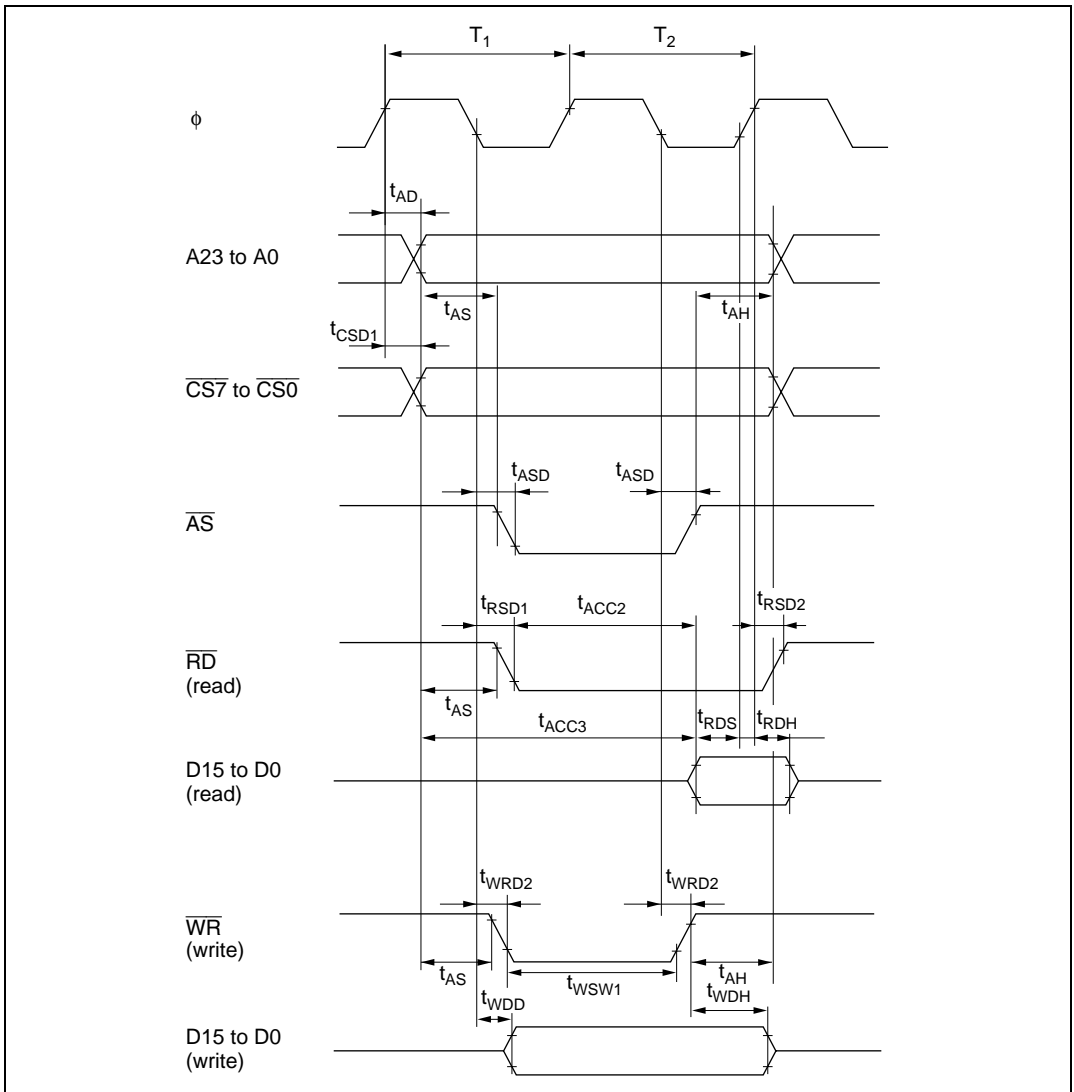 T1 T2
φ
tAD
A23 to A0
tAS tAH
tCSD1
CS7 to CS0
tASD tASD
AS
tRSD1 tACC2 tRSD2
RD
(read)
tAS
tACC3 tRDS tRDH
D15 to D0
(read)
tWRD2 tWRD2
WR
(write)
tAS tWSW1 tAH
tWDD tWDH
D15 to D0
(write)